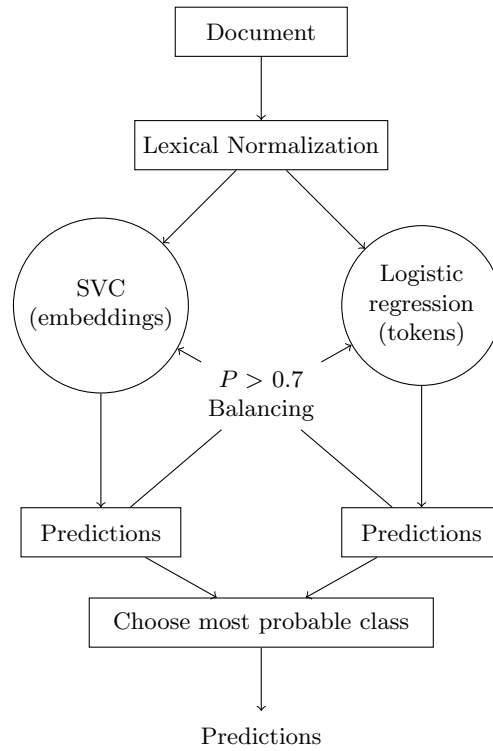 Document
Lexical Normalization
SVC
(embeddings)
Logistic
regression
(tokens)
P > 0.7
Balancing
Predictions
Predictions
Choose most probable class
Predictions